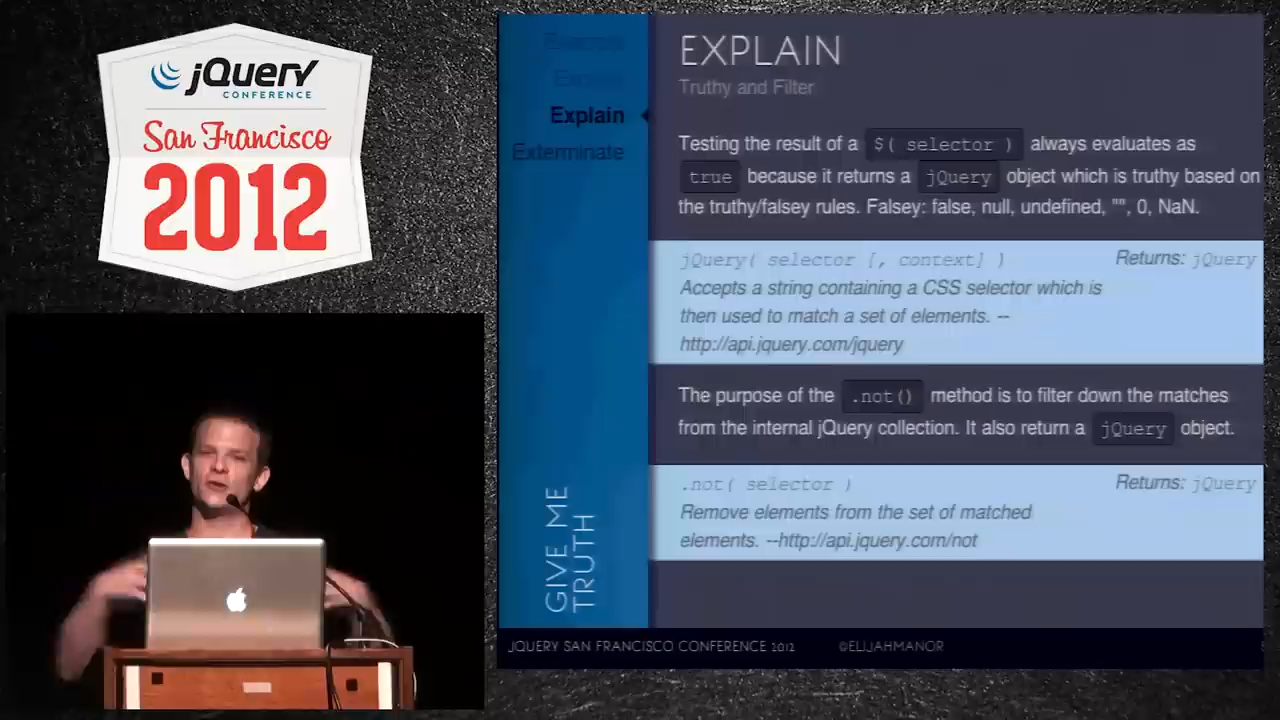 jQuery
CONFERENCE
San Francisco
2012
Examine
Explore
Explain
Exterminate
GIVE ME
TRUTH
EXPLAIN
Truthy and Filter
Testing the result of a $( selector ) always evaluates as
true because it returns a jQuery object which is truthy based on
the truthy/falsey rules. Falsey: false, null, undefined, "", 0, NaN.
jQuery( selector [, context] ) Returns: jQuery
Accepts a string containing a CSS selector which is
then used to match a set of elements. --
http://api.jquery.com/jquery
The purpose of the .not() method is to filter down the matches
from the internal jQuery collection. It also return a jQuery object.
.not( selector ) Returns: jQuery
Remove elements from the set of matched
elements. --http://api.jquery.com/not
JQUERY SAN FRANCISCO CONFERENCE 2012 @ELIJAHMANOR